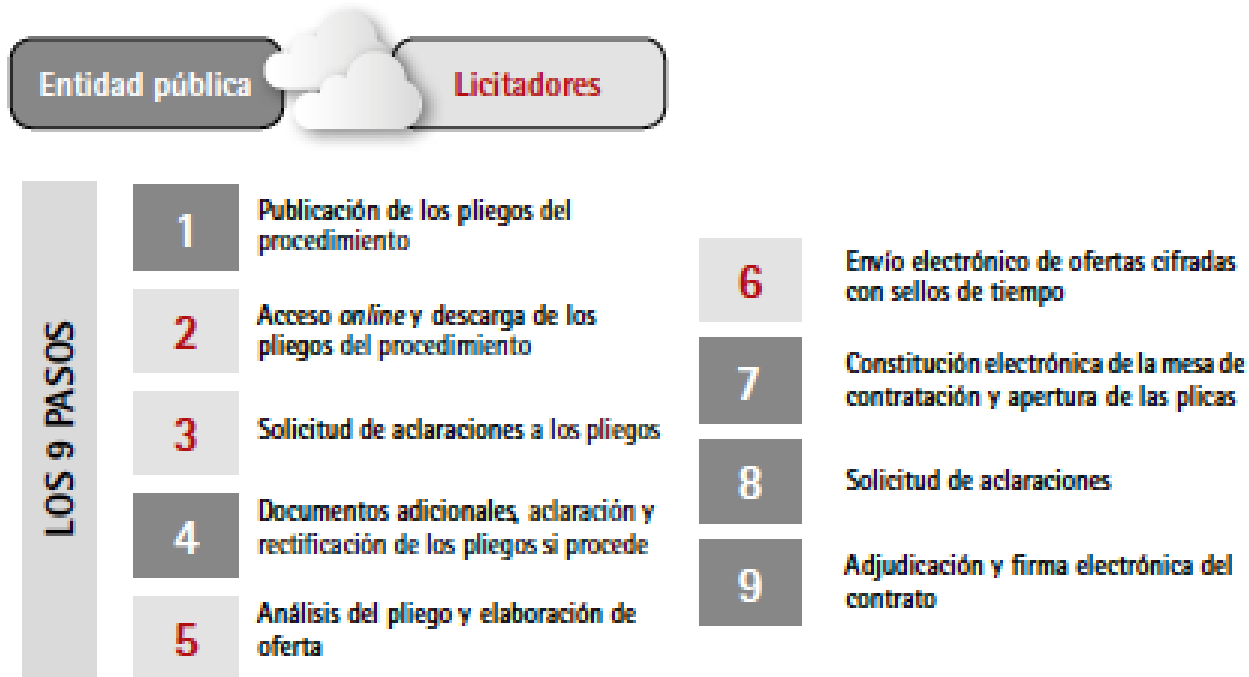 Entidad pública
Licitadores
LOS 9 PASOS
1
Publicación de los pliegos del
procedimiento
2
Acceso online y descarga de los
pliegos del procedimiento
3
Solicitud de aclaraciones a los pliegos
4
Documentos adicionales, aclaración y
rectificación de los pliegos si procede
5
Análisis del pliego y elaboración de
oferta
6
Envío electrónico de ofertas cifradas
con sellos de tiempo
7
Constitución electrónica de la mesa de
contratación y apertura de las plicas
8
Solicitud de aclaraciones
9
Adjudicación y firma electrónica del
contrato